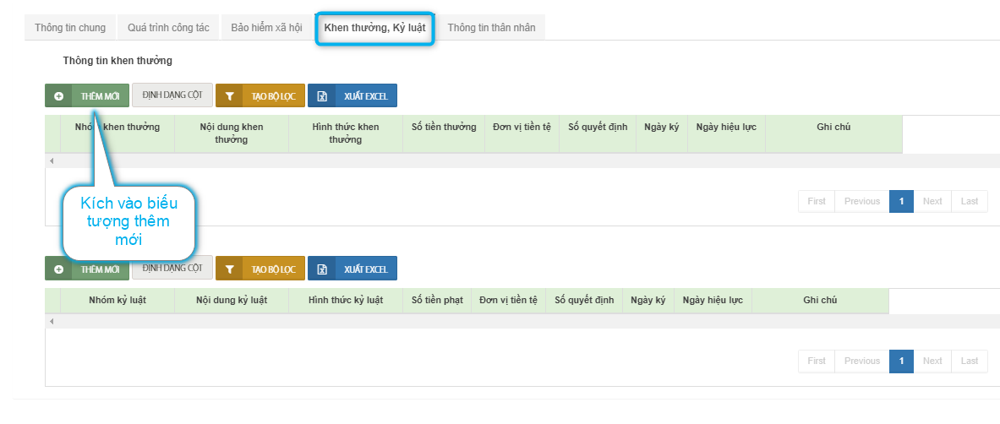 Thông tin chung Quá trình công tác Bảo hiểm xã hội Khen thưởng, Kỷ luật Thông tin thân nhân
Thông tin khen thưởng
THÊM MỚI ĐỊNH DẠNG CỘT TẠO BỘ LỌC XUẤT EXCEL
khen thưởng Nội dung khen Hình thức khen Số tiền thưởng Đơn vị tiền tệ Số quyết định Ngày ký Ngày hiệu lực Ghi chú
thưởng thưởng
First Previous 1 Next Last
Kích vào biếu
tượng thêm
mới
THÊM MỚI ĐỊNH DẠNG CỘT TẠO BỘ LỌC XUẤT EXCEL
Nhóm kỷ luật Nội dung kỷ luật Hình thức kỷ luật Số tiền phạt Đơn vị tiền tệ Số quyết định Ngày ký Ngày hiệu lực Ghi chú
First Previous 1 Next Last